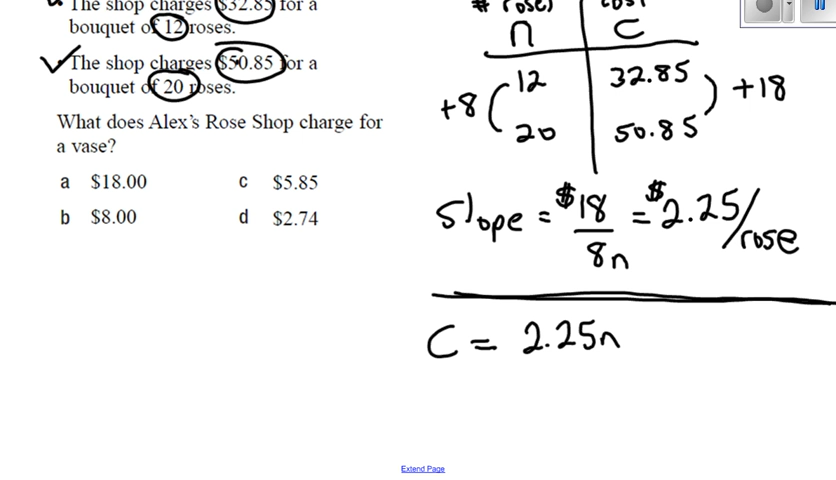 The shop charges $32.85 for a
bouquet of 12 roses.
The shop charges $50.85 for a
bouquet of 20 roses.
What does Alex's Rose Shop charge for
a vase?
a $18.00 c $5.85
b $8.00 d $2.74
# roses) cost
n C
+8 ( 12 32.85 ) +18
20 50.85
Slope = $18 / 8n = $2.25/rose
C = 2.25n
Extend Page